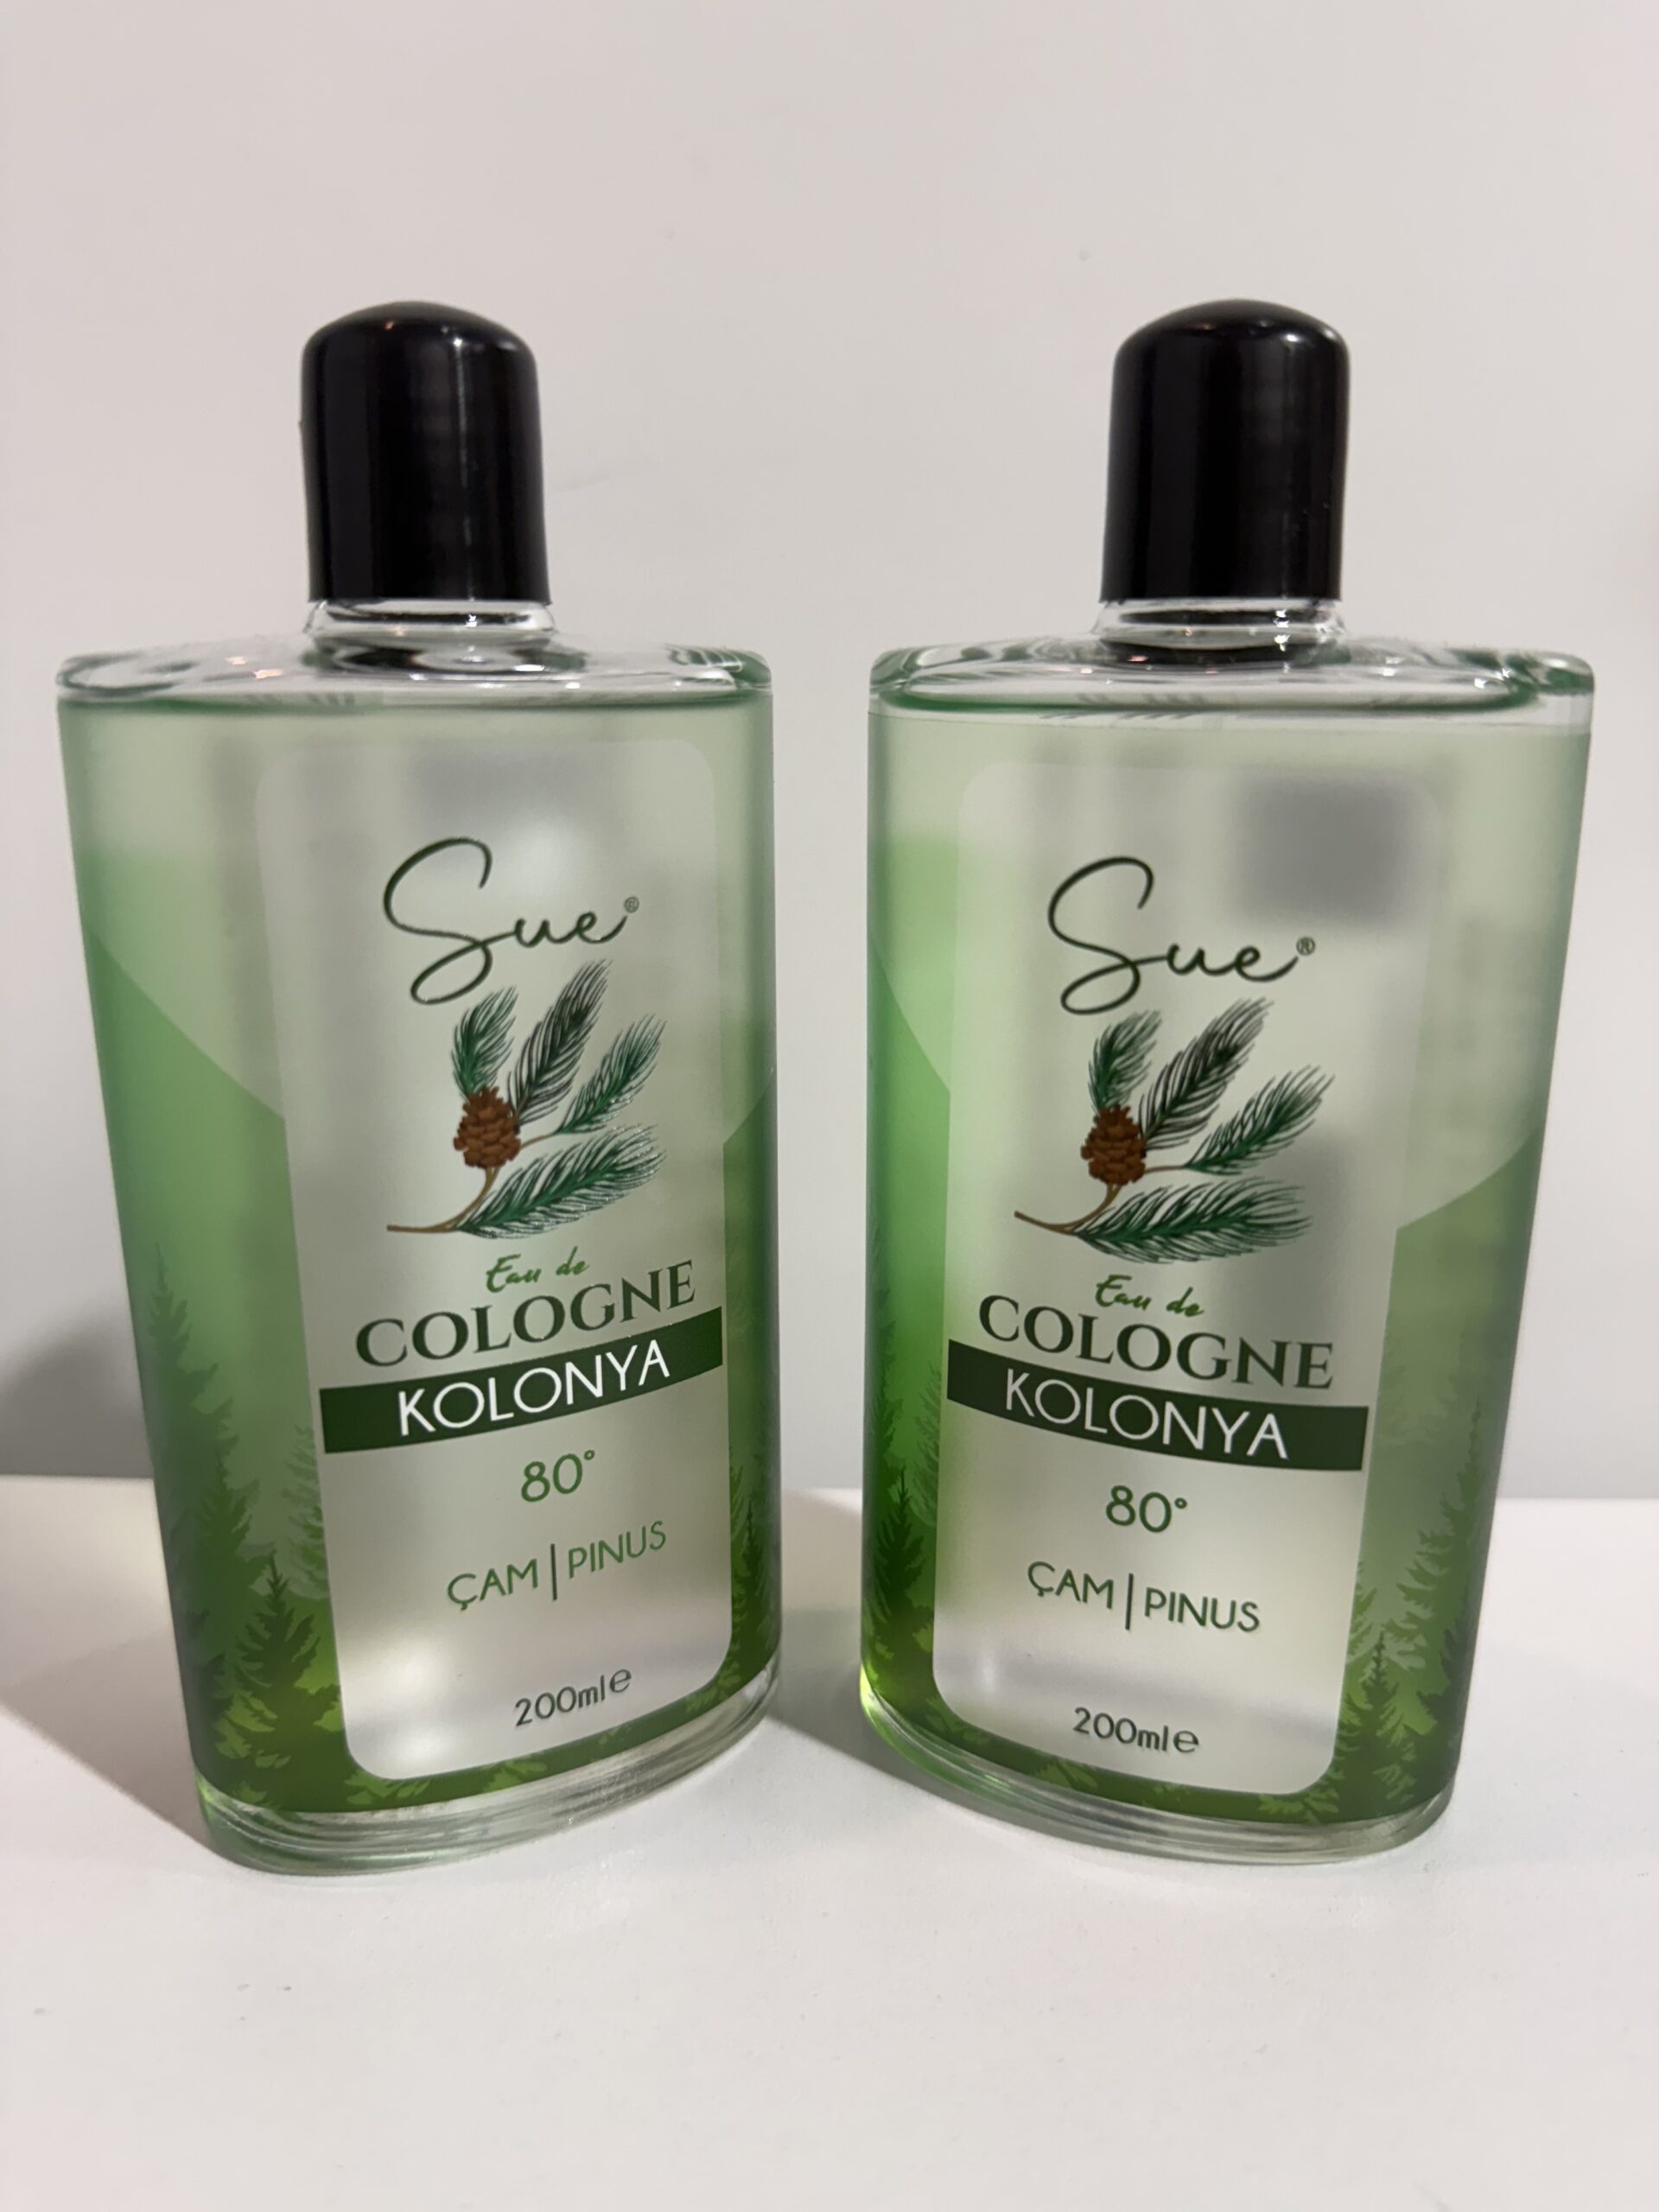 Sue®
Eau de
COLOGNE
KOLONYA
80°
ÇAM | PINUS
200ml℮
Sue®
Eau de
COLOGNE
KOLONYA
80°
ÇAM | PINUS
200ml℮